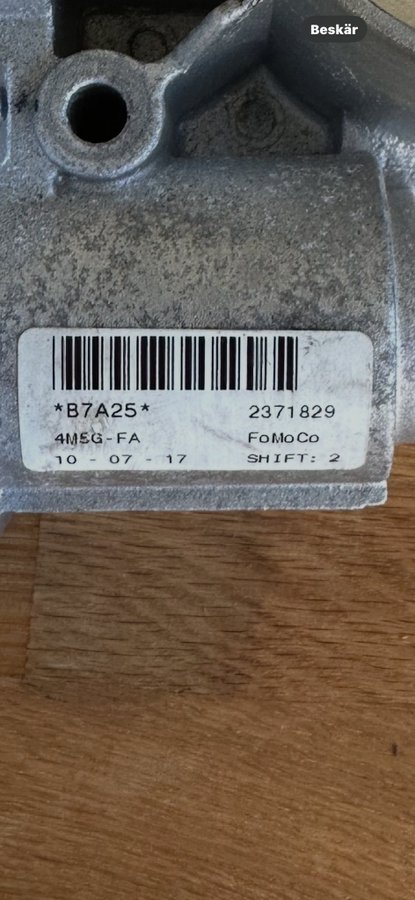 Beskär
*B7A25* 2371829
4M5G-FA FoMoCo
10 - 07 - 17 SHIFT: 2